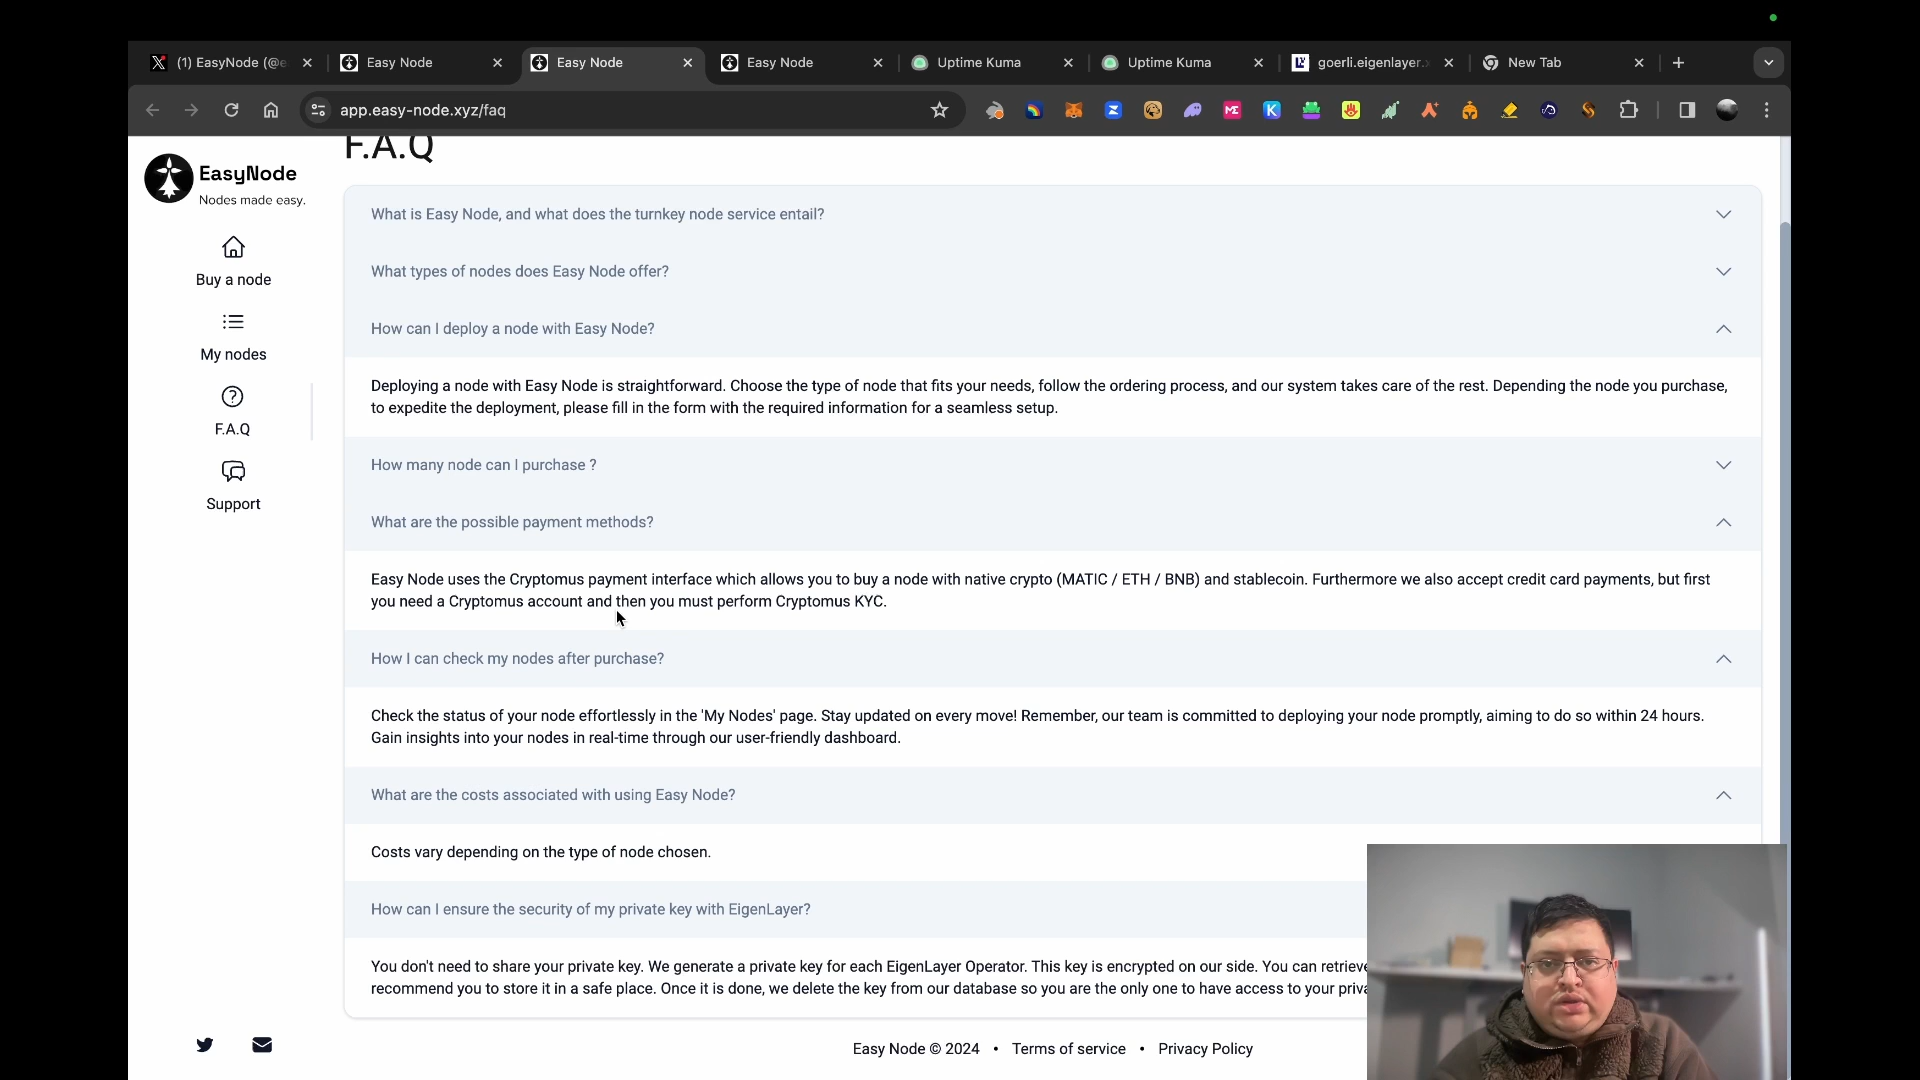 (1) EasyNode (@e
Easy Node
Easy Node
Easy Node
Uptime Kuma
Uptime Kuma
goerli.eigenlayer.
New Tab
app.easy-node.xyz/faq
EasyNode
Nodes made easy.
Buy a node
My nodes
F.A.Q
Support
F.A.Q
What is Easy Node, and what does the turnkey node service entail?
What types of nodes does Easy Node offer?
How can I deploy a node with Easy Node?
Deploying a node with Easy Node is straightforward. Choose the type of node that fits your needs, follow the ordering process, and our system takes care of the rest. Depending the node you purchase,
to expedite the deployment, please fill in the form with the required information for a seamless setup.
How many node can I purchase ?
What are the possible payment methods?
Easy Node uses the Cryptomus payment interface which allows you to buy a node with native crypto (MATIC / ETH / BNB) and stablecoin. Furthermore we also accept credit card payments, but first
you need a Cryptomus account and then you must perform Cryptomus KYC.
How I can check my nodes after purchase?
Check the status of your node effortlessly in the 'My Nodes' page. Stay updated on every move! Remember, our team is committed to deploying your node promptly, aiming to do so within 24 hours.
Gain insights into your nodes in real-time through our user-friendly dashboard.
What are the costs associated with using Easy Node?
Costs vary depending on the type of node chosen.
How can I ensure the security of my private key with EigenLayer?
You don't need to share your private key. We generate a private key for each EigenLayer Operator. This key is encrypted on our side. You can retrieve
recommend you to store it in a safe place. Once it is done, we delete the key from our database so you are the only one to have access to your priva
Easy Node © 2024 • Terms of service • Privacy Policy